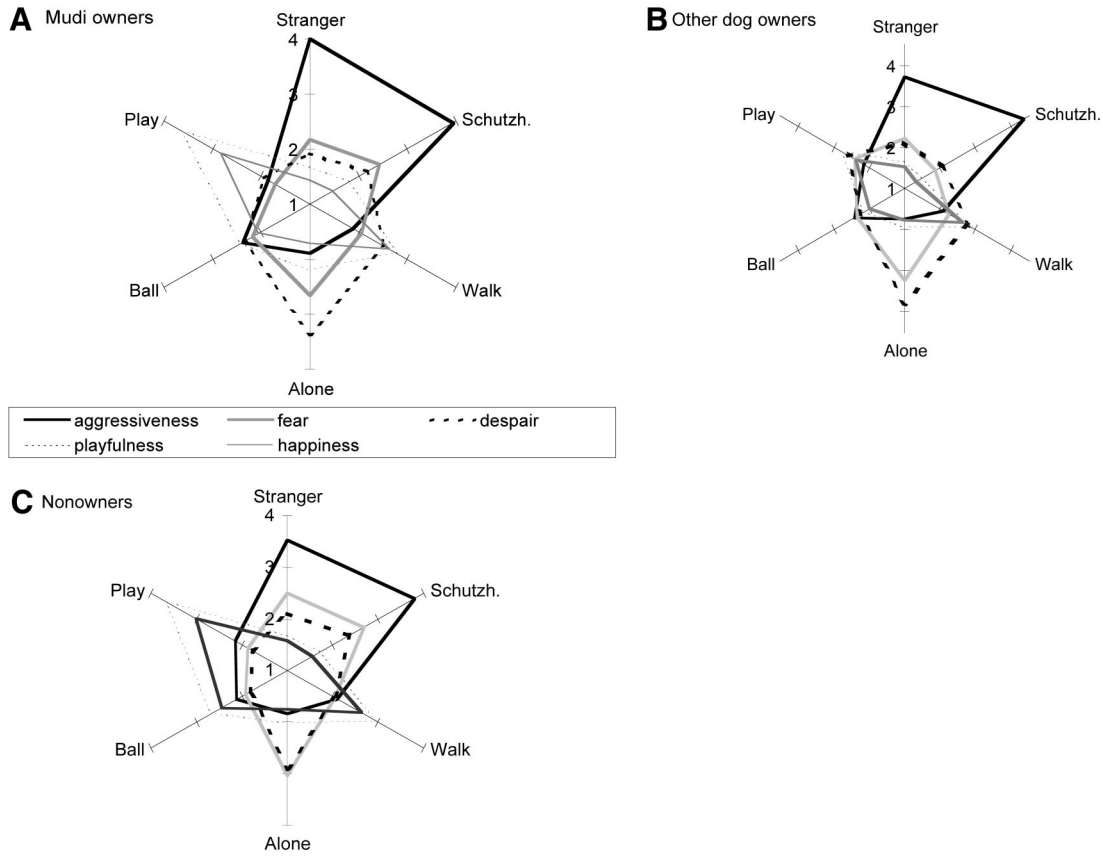 A Mudi owners
Stranger
4
3
2
1
Play
Schutzh.
Ball
Walk
Alone
B Other dog owners
Stranger
4
3
2
1
Play
Schutzh.
Ball
Walk
Alone
aggressiveness fear despair
playfulness happiness
C Nonowners
Stranger
4
3
2
1
Play
Schutzh.
Ball
Walk
Alone